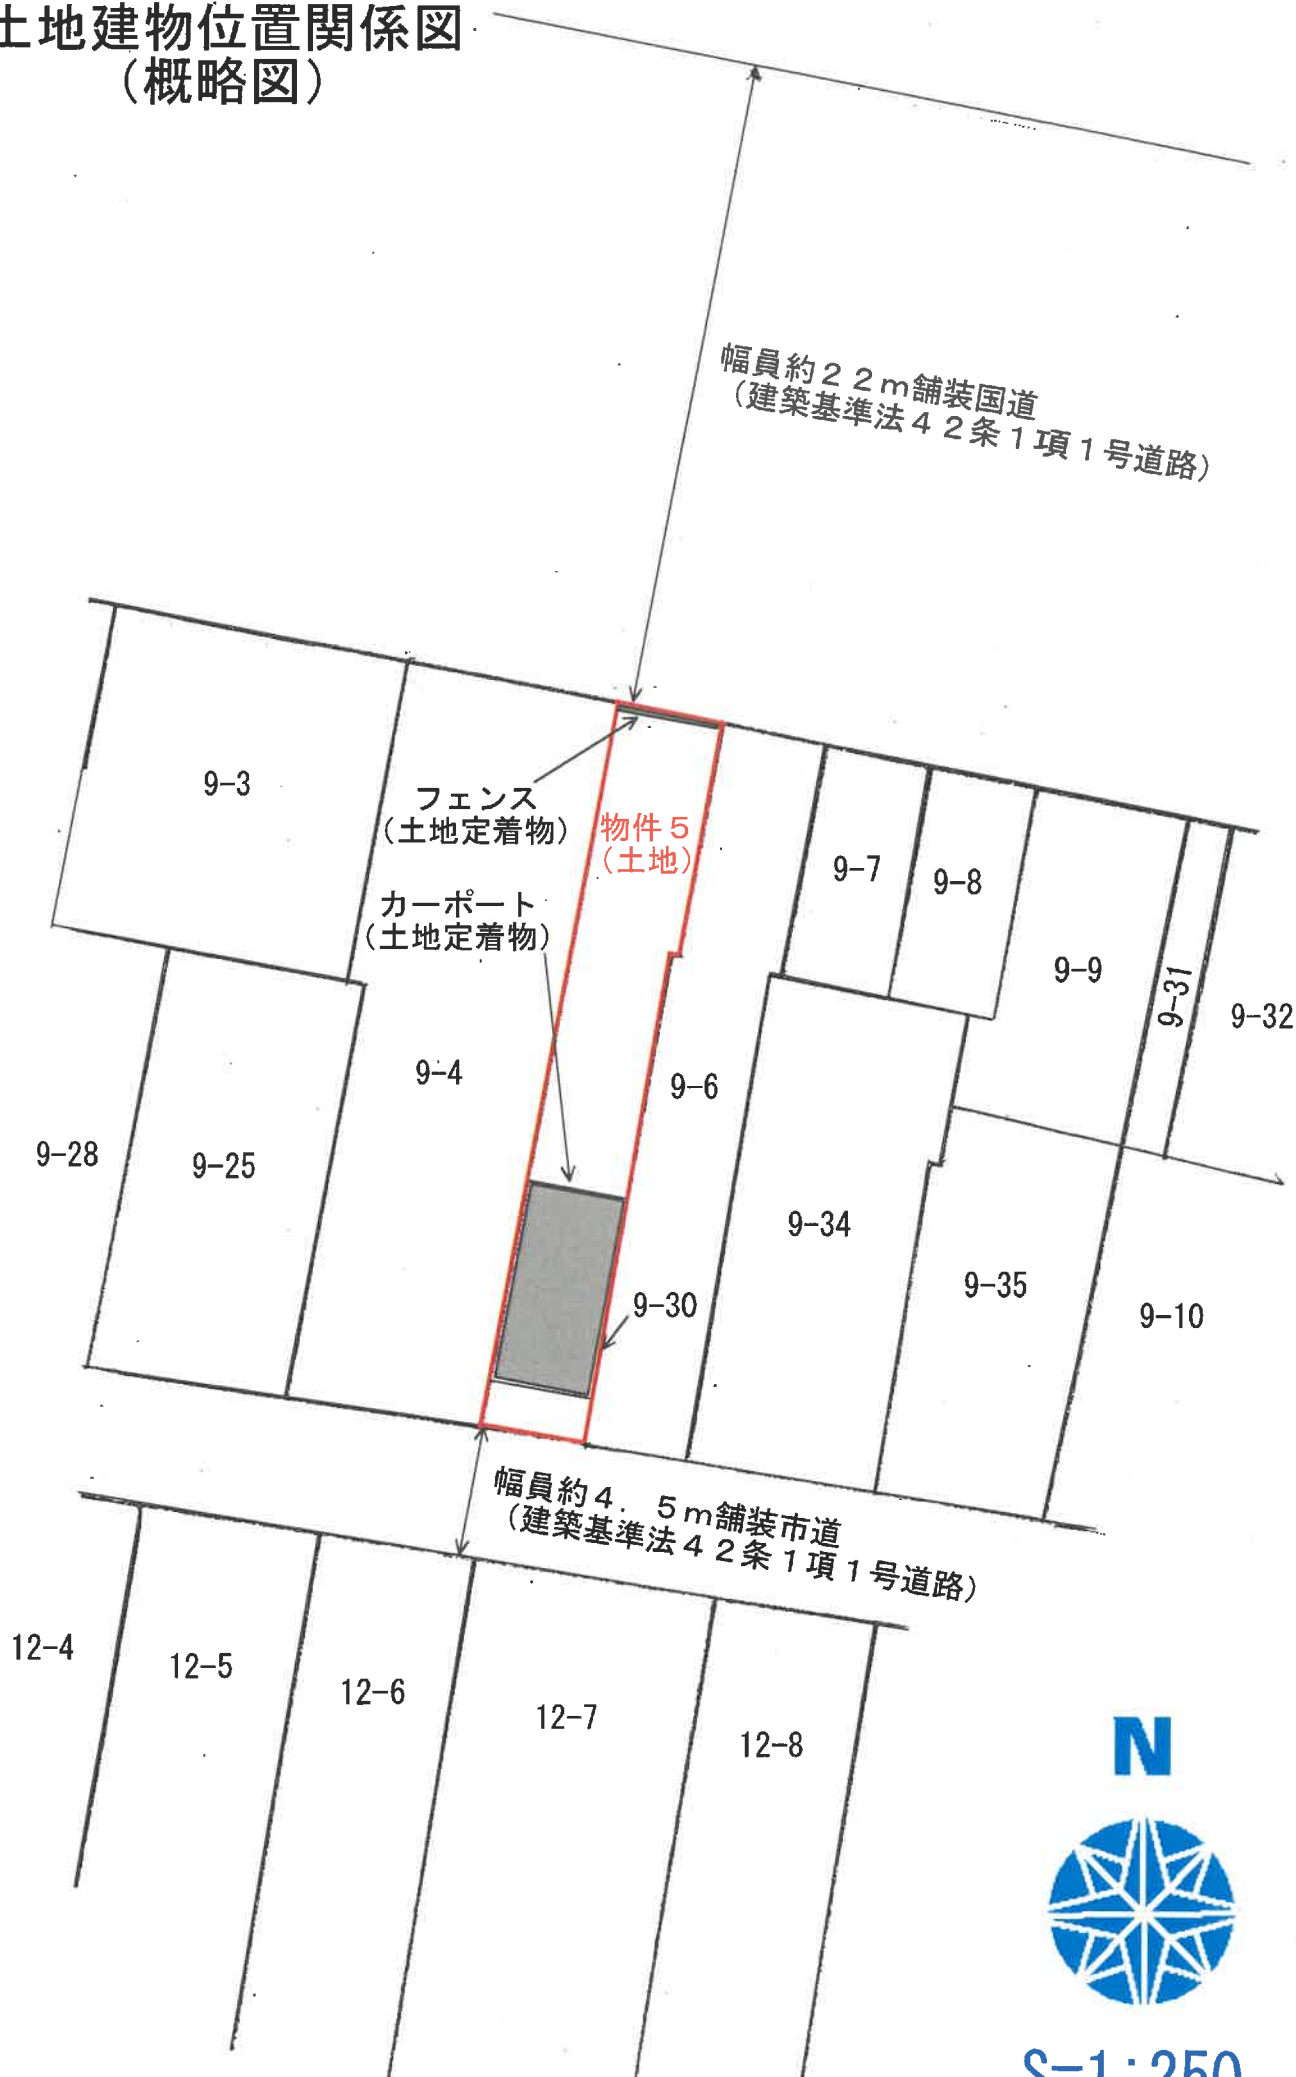 土地建物位置関係図
（概略図）
幅員約２２ｍ舗装国道
（建築基準法４２条１項１号道路）
9-3
フェンス
（土地定着物）
物件５
（土地）
カーポート
（土地定着物）
9-7
9-8
9-9
9-31
9-32
9-4
9-6
9-28
9-25
9-34
9-35
9-30
9-10
幅員約４．５ｍ舗装市道
（建築基準法４２条１項１号道路）
12-4
12-5
12-6
12-7
12-8
N
S=1:250